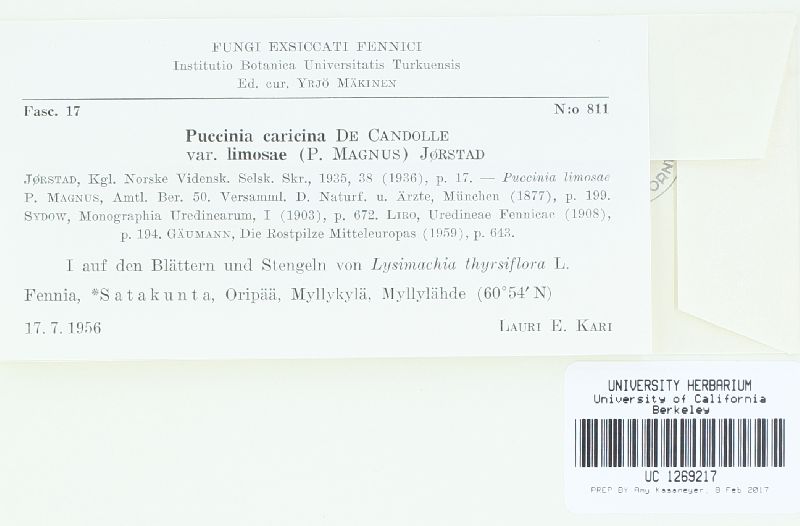 FUNGI EXSICCATI FENNICI
Institutio Botanica Universitatis Turkuensis
Ed. cur. YRJÖ MÄKINEN
Fasc. 17 N:o 811
Puccinia caricina DE CANDOLLE
var. limosae (P. MAGNUS) JØRSTAD
JØRSTAD, Kgl. Norske Vidensk. Selsk. Skr., 1935, 38 (1936), p. 17. — Puccinia limosae
P. MAGNUS, Amtl. Ber. 50. Versamml. D. Naturf. u. Ärzte, München (1877), p. 199.
SYDOW, Monographia Uredinearum, I (1903), p. 672. LIRO, Uredineae Fennicae (1908),
p. 194. GÄUMANN, Die Rostpilze Mitteleuropas (1959), p. 643.
I auf den Blättern und Stengeln von Lysimachia thyrsiflora L.
Fennia, *Satakunta, Oripää, Myllykylä, Myllylähde (60°54′ N)
17. 7. 1956 LAURI E. KARI
UNIVERSITY HERBARIUM
University of California
Berkeley
UC 1269217
PREP BY: Amy Kasameyer; 9 Feb 2017